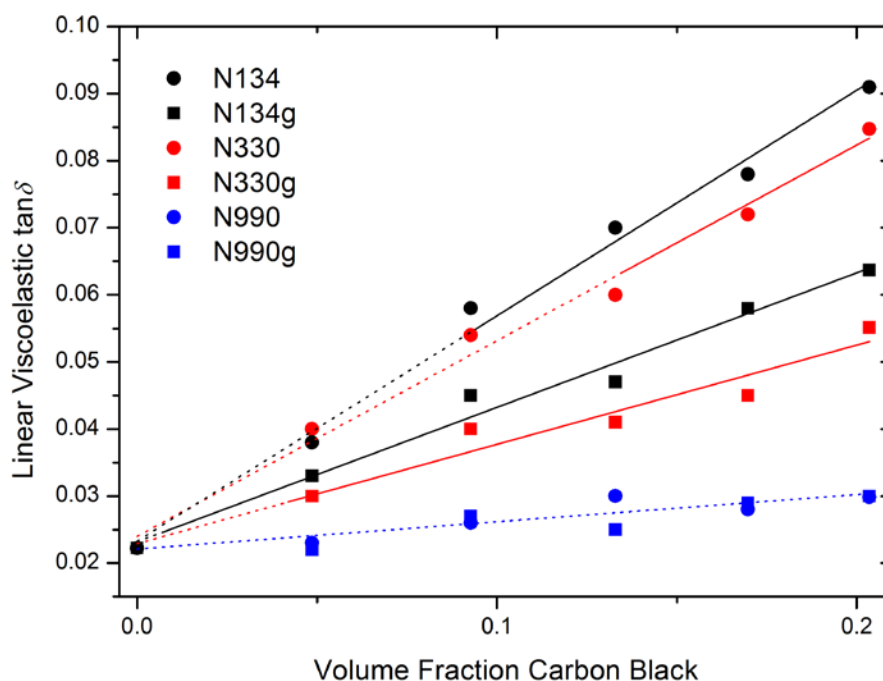 0.10
0.09
0.08
0.07
0.06
0.05
0.04
0.03
0.02
Linear Viscoelastic tanδ
N134
N134g
N330
N330g
N990
N990g
0.0 0.1 0.2
Volume Fraction Carbon Black